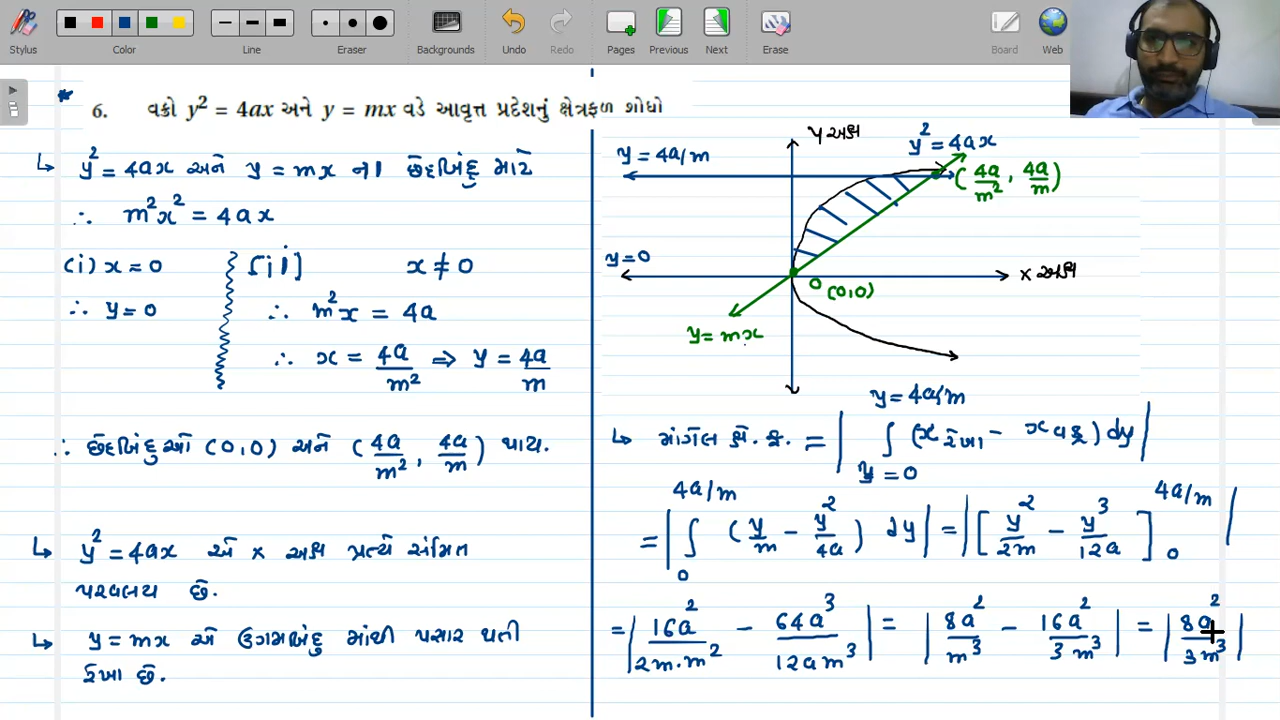 Stylus Color Line Eraser Backgrounds Undo Redo Pages Previous Next Erase Board Web
6. વક્રો y² = 4ax અને y = mx વડે આવૃત્ત પ્રદેશનું ક્ષેત્રફળ શોધો
↳ y² = 4ax અને y = mx ના છેદબિંદુ માટે
∴ m²x² = 4ax
(i) x = 0
∴ y = 0
[ii] x ≠ 0
∴ m²x = 4a
∴ x = 4a/m² ⇒ y = 4a/m
∴ છેદબિંદુઓ (0,0) અને (4a/m², 4a/m) થાય.
↳ y² = 4ax એ x અક્ષ પ્રત્યે સંમિત
પરવલય છે.
↳ y = mx એ ઉગમબિંદુ માંથી પસાર થતી
રેખા છે.
y અક્ષ
y² = 4ax
y = 4a/m
(4a/m², 4a/m)
y = 0
x અક્ષ
0 (0,0)
y = mx
↳ માંગેલ ક્ષે. ફ. = | ∫_{y = 0}^{y = 4a/m} (x રેખા - x વક્ર) dy |
= | ∫_0^{4a/m} (y/m - y²/4a) dy | = | [ y²/2m - y³/12a ]_0^{4a/m} |
= | 16a²/2m·m² - 64a³/12am³ | = | 8a²/m³ - 16a²/3m³ | = | 8a²/3m³ |